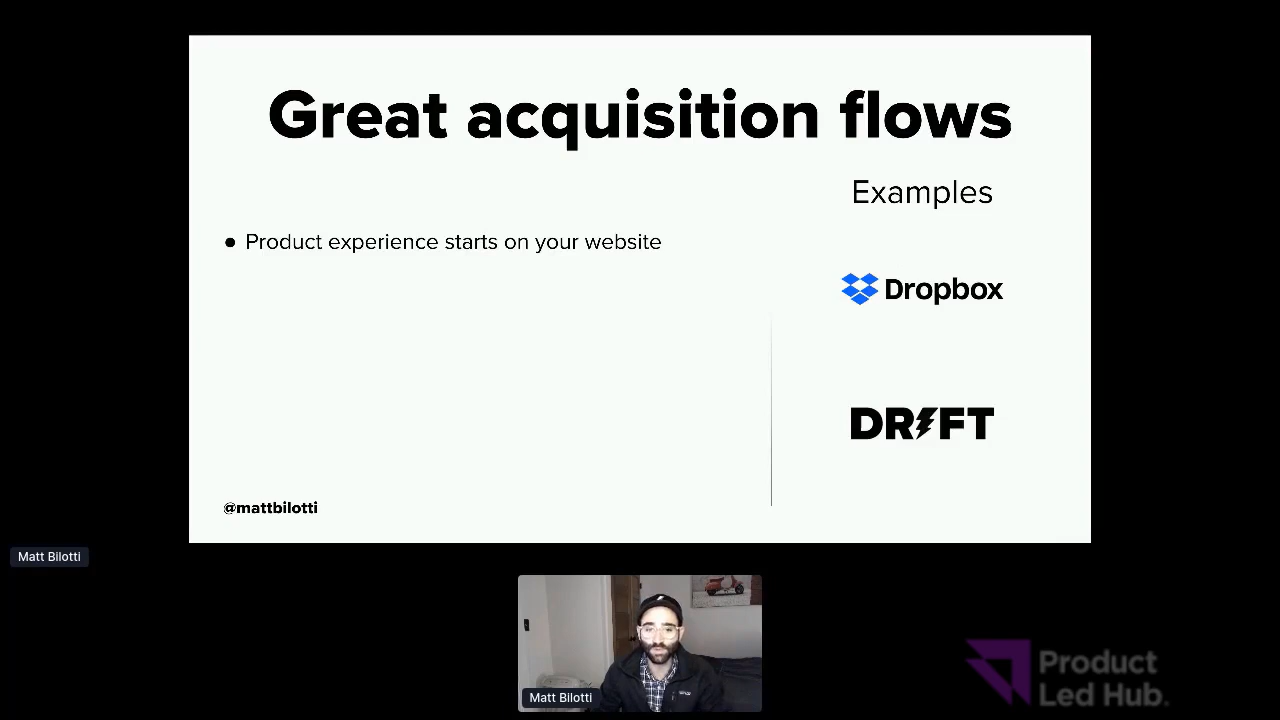 Great acquisition flows
Examples
● Product experience starts on your website
Dropbox
DRIFT
@mattbilotti
Matt Bilotti
Matt Bilotti
Product
Led Hub.